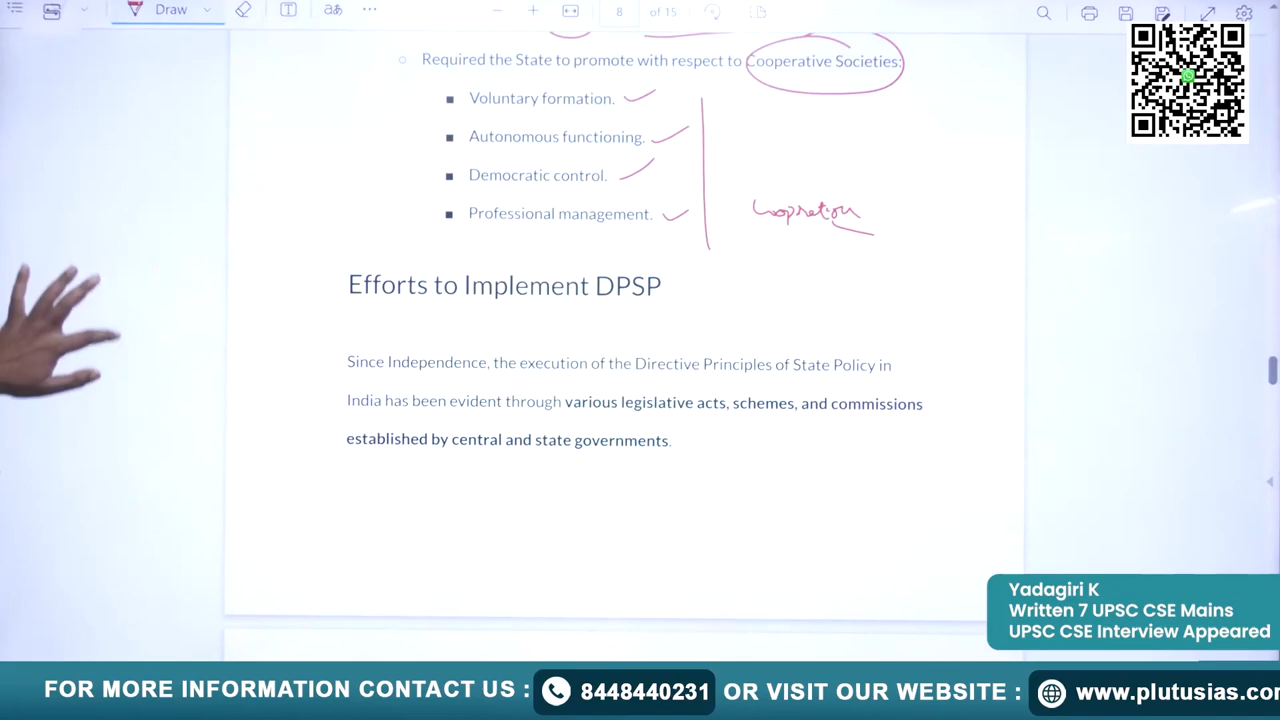 Draw
aあ
8 of 15
Required the State to promote with respect to Cooperative Societies:
Voluntary formation.
Autonomous functioning.
Democratic control.
Professional management.
Coopretion
Efforts to Implement DPSP
Since Independence, the execution of the Directive Principles of State Policy in
India has been evident through various legislative acts, schemes, and commissions
established by central and state governments.
Yadagiri K
Written 7 UPSC CSE Mains
UPSC CSE Interview Appeared
FOR MORE INFORMATION CONTACT US : 8448440231 OR VISIT OUR WEBSITE : www.plutusias.com